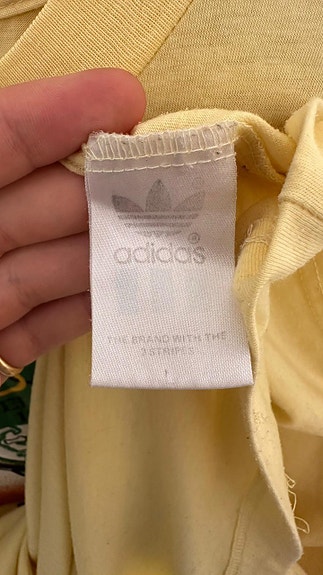 adidas®
THE BRAND WITH THE
3 STRIPES